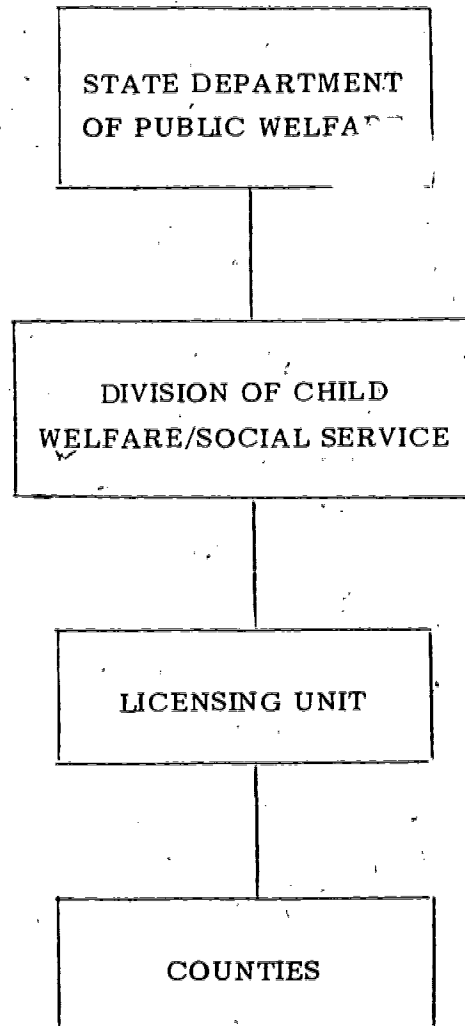 STATE DEPARTMENT
OF PUBLIC
DIVISION OF CHILD
WELFARE/SOCIAL SERVICE
LICENSING UNIT
COUNTIES